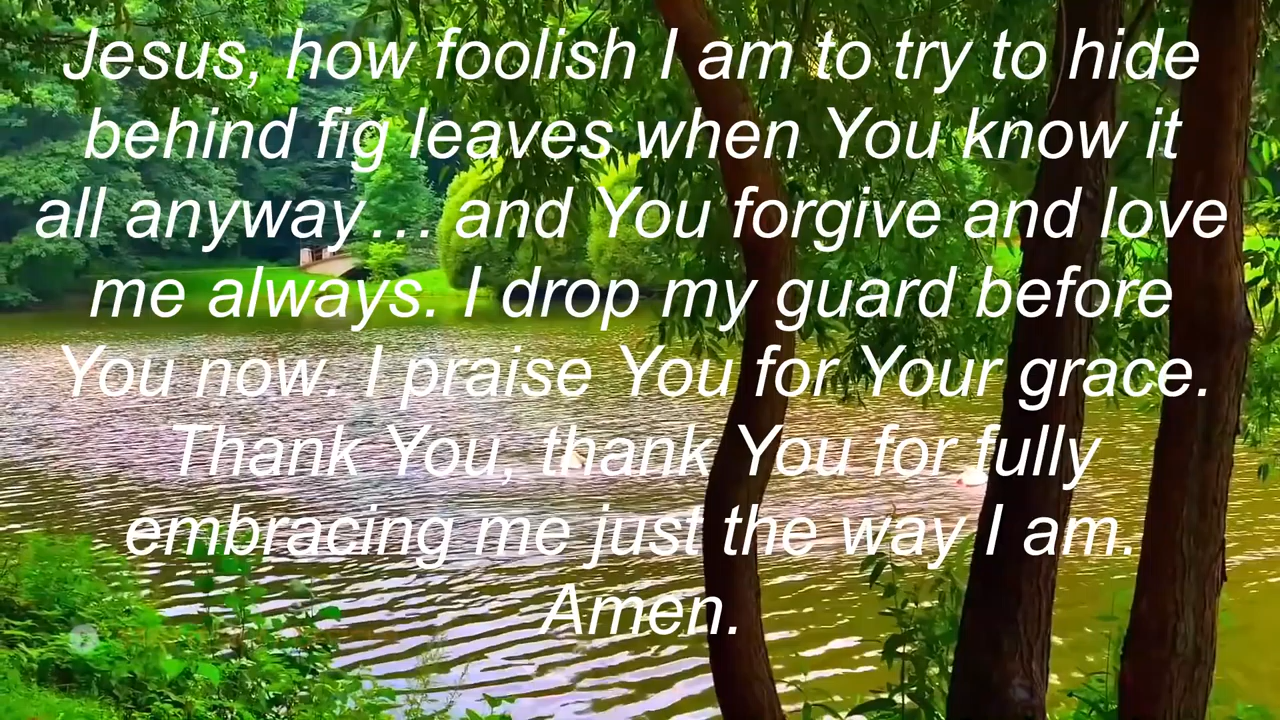 Jesus, how foolish I am to try to hide
behind fig leaves when You know it
all anyway… and You forgive and love
me always. I drop my guard before
You now. I praise You for Your grace.
Thank You, thank You for fully
embracing me just the way I am.
Amen.